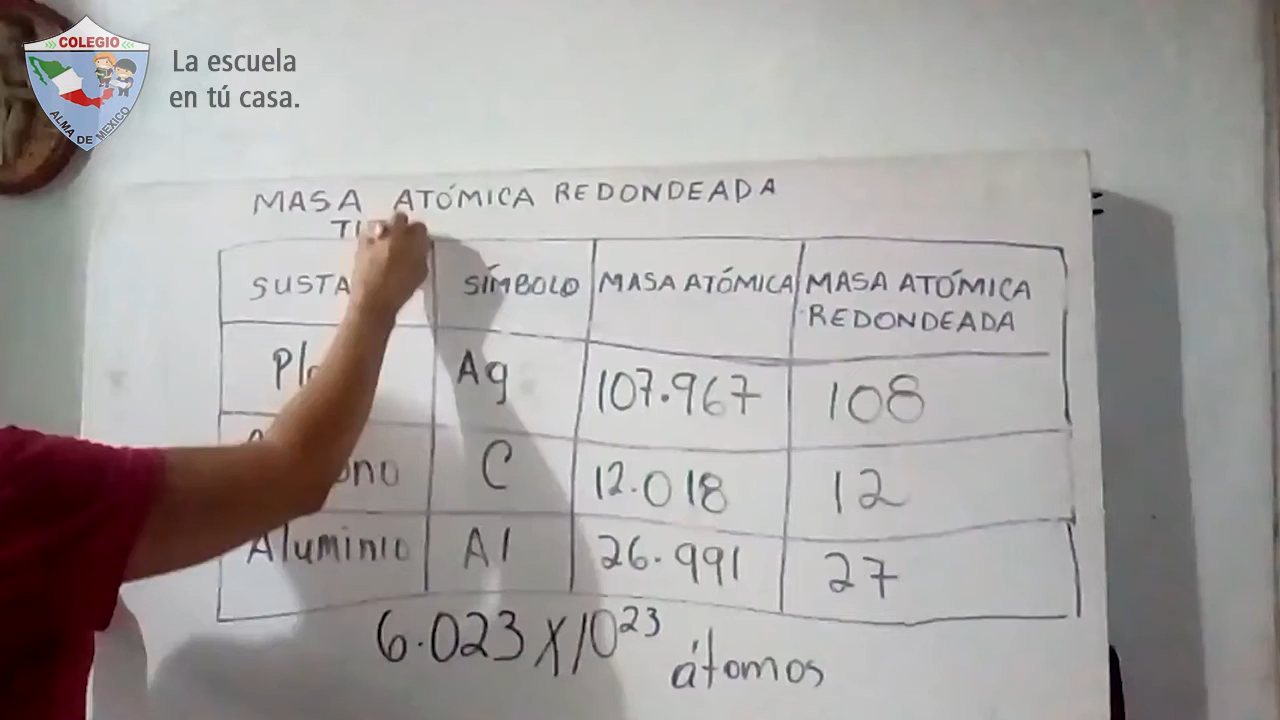 COLEGIO
ALMA DE MEXICO
La escuela
en tú casa.
MASA ATÓMICA REDONDEADA
SÍMBOLO MASA ATÓMICA MASA ATÓMICA
REDONDEADA
Ag 107.967 108
C 12.018 12
Aluminio Al 26.991 27
6.023 X 10²³ átomos